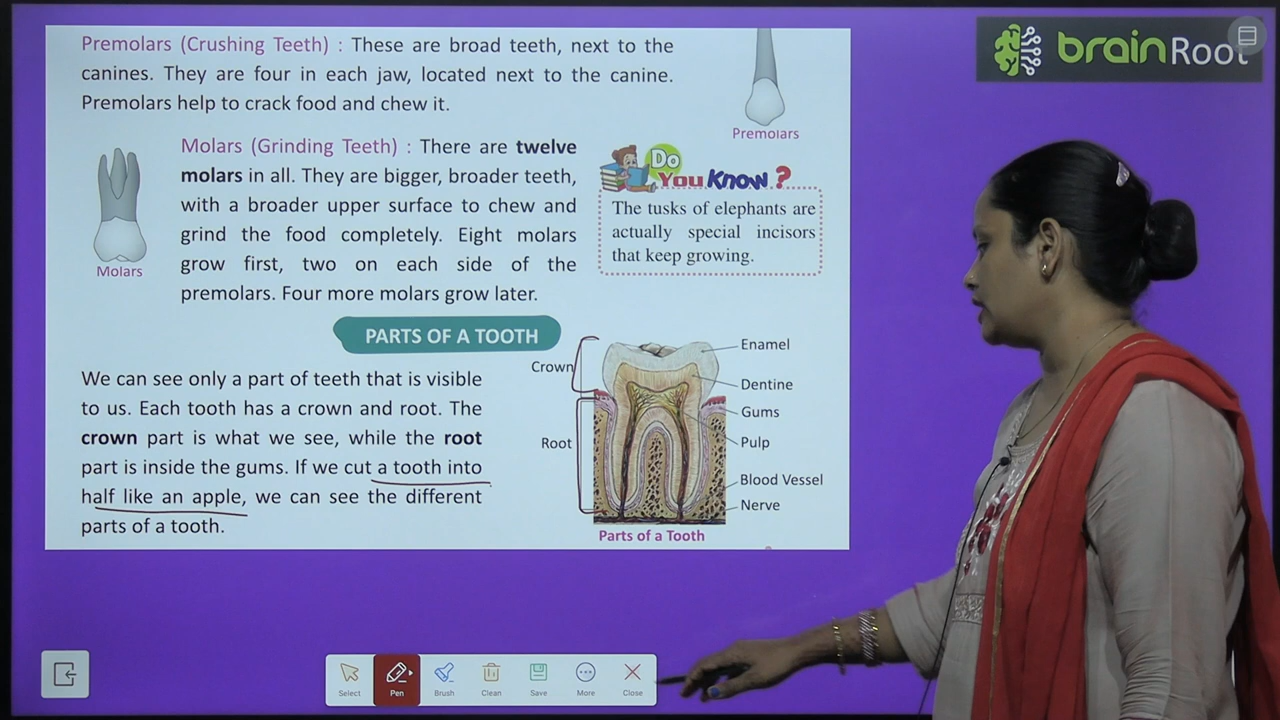 Premolars (Crushing Teeth) : These are broad teeth, next to the
canines. They are four in each jaw, located next to the canine.
Premolars help to crack food and chew it.
Premolars
brainRoot
Molars (Grinding Teeth) : There are twelve
molars in all. They are bigger, broader teeth,
with a broader upper surface to chew and
grind the food completely. Eight molars
grow first, two on each side of the
premolars. Four more molars grow later.
Molars
Do
You Know ?
The tusks of elephants are
actually special incisors
that keep growing.
PARTS OF A TOOTH
We can see only a part of teeth that is visible
to us. Each tooth has a crown and root. The
crown part is what we see, while the root
part is inside the gums. If we cut a tooth into
half like an apple, we can see the different
parts of a tooth.
Crown
Root
Enamel
Dentine
Gums
Pulp
Blood Vessel
Nerve
Parts of a Tooth
Select
Pen
Brush
Clean
Save
More
Close